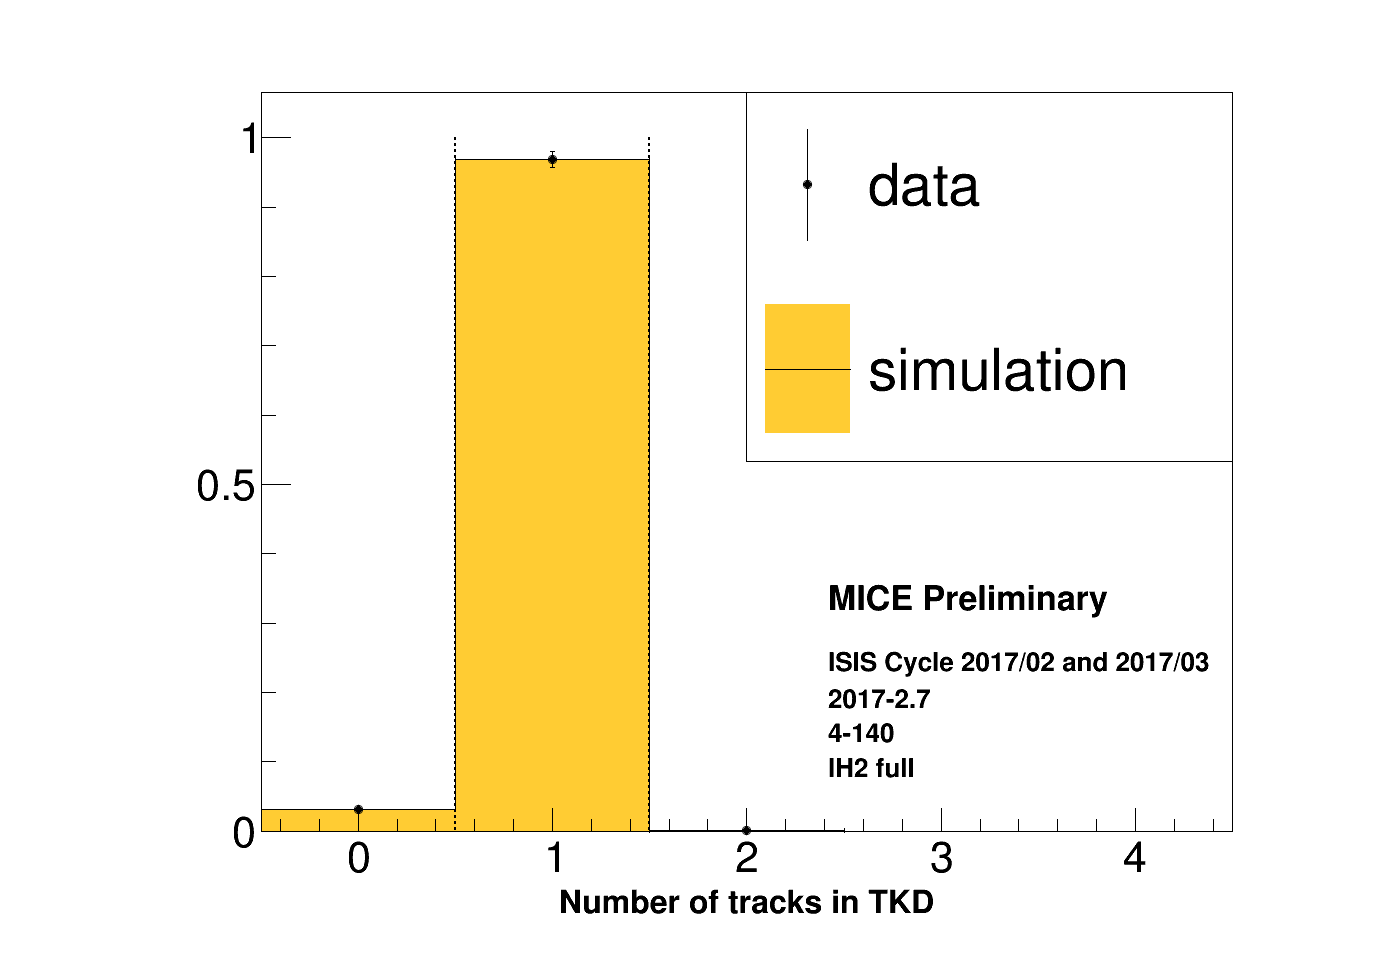 1
data
simulation
0.5
MICE Preliminary
ISIS Cycle 2017/02 and 2017/03
2017-2.7
4-140
IH2 full
0
0 1 2 3 4
Number of tracks in TKD